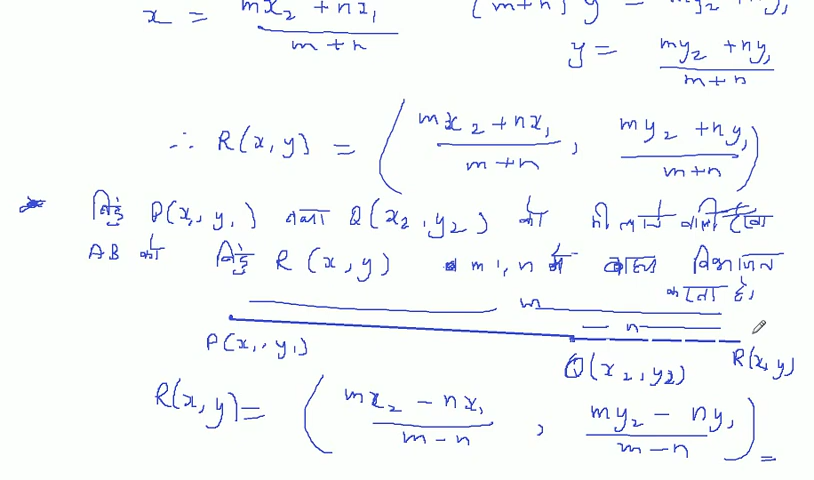 x = mx₂ + nx₁ / m+n (m+n) y = my₂ + ny₁
y = my₂ + ny₁ / m+n
∴ R(x, y) = ( mx₂ + nx₁ / m+n , my₂ + ny₁ / m+n )
बिंदु P(x₁, y₁) तथा Q(x₂, y₂) को मिलाने वाली रेखा
AB को बिंदु R(x, y) m:n में बाह्य विभाजन
करता है,
m
n
P(x₁, y₁) Q(x₂, y₂) R(x, y)
R(x, y) = ( mx₂ - nx₁ / m-n , my₂ - ny₁ / m-n )